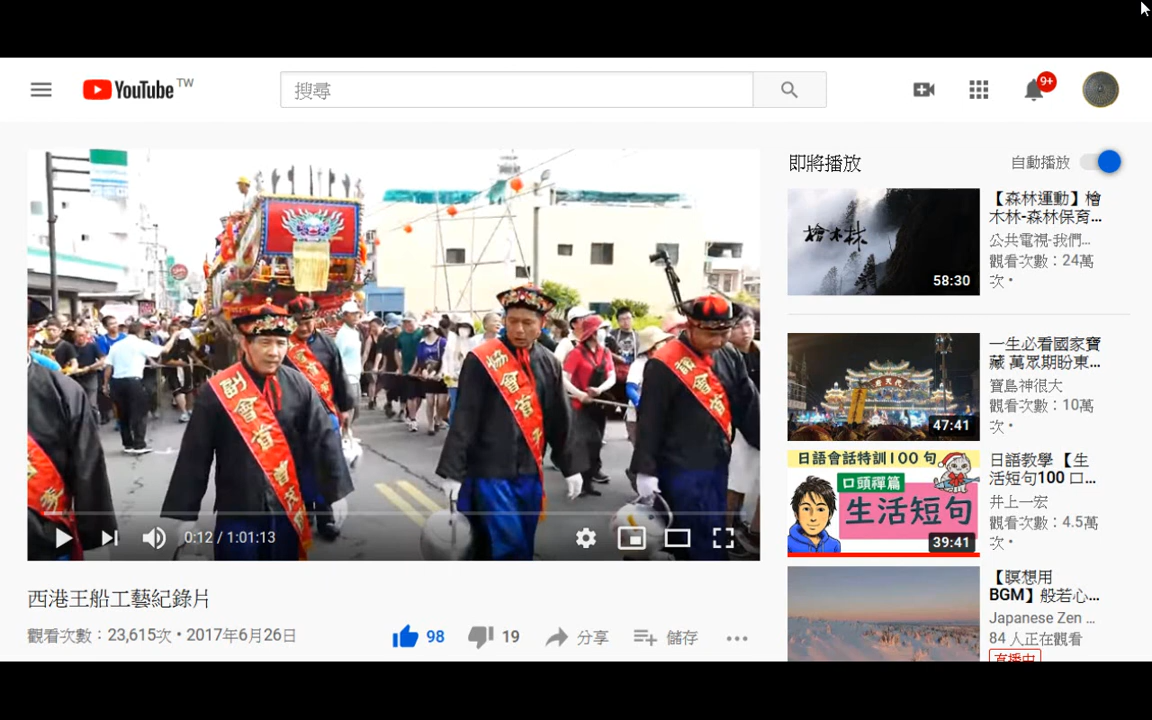 YouTube TW
搜尋
9+
副會首
協會首
0:12 / 1:01:13
西港王船工藝紀錄片
觀看次數：23,615次 • 2017年6月26日
98
19
分享
儲存
即將播放
自動播放
檜木林
58:30
【森林運動】檜
木林-森林保育...
公共電視-我們...
觀看次數：24萬
次 •
47:41
一生必看國家寶
藏 萬眾期盼東...
寶島神很大
觀看次數：10萬
次 •
日語會話特訓100句
口頭禪篇
生活短句
39:41
日語教學 【生
活短句100 口...
井上一宏
觀看次數：4.5萬
次 •
【瞑想用
BGM】般若心...
Japanese Zen ...
84 人正在觀看
直播中